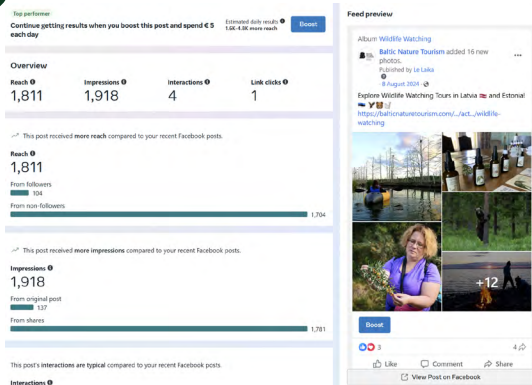 Top performer
Continue getting results when you boost this post and spend € 5
each day
Estimated daily results
1.6K-4.8K more reach
Boost
Overview
Reach
1,811
Impressions
1,918
Interactions
4
Link clicks
1
This post received more reach compared to your recent Facebook posts.
Reach
1,811
From followers
104
From non-followers
1,704
This post received more impressions compared to your recent Facebook posts.
Impressions
1,918
From original post
137
From shares
1,781
This post's interactions are typical compared to your recent Facebook posts.
Interactions
Feed preview
Album Wildlife Watching
Baltic Nature Tourism added 16 new
photos.
Published by Le Laika
· 8 August 2024 ·
Explore Wildlife Watching Tours in Latvia and Estonia!
https://balticnaturetourism.com/.../act.../wildlife-
watching
+12
Boost
3
4
Like Comment Share
View Post on Facebook